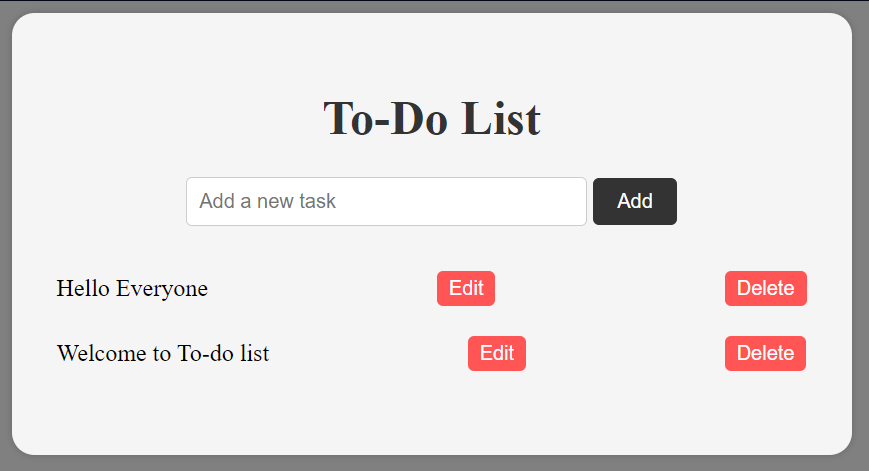 To-Do List
Add a new task Add
Hello Everyone Edit Delete
Welcome to To-do list Edit Delete